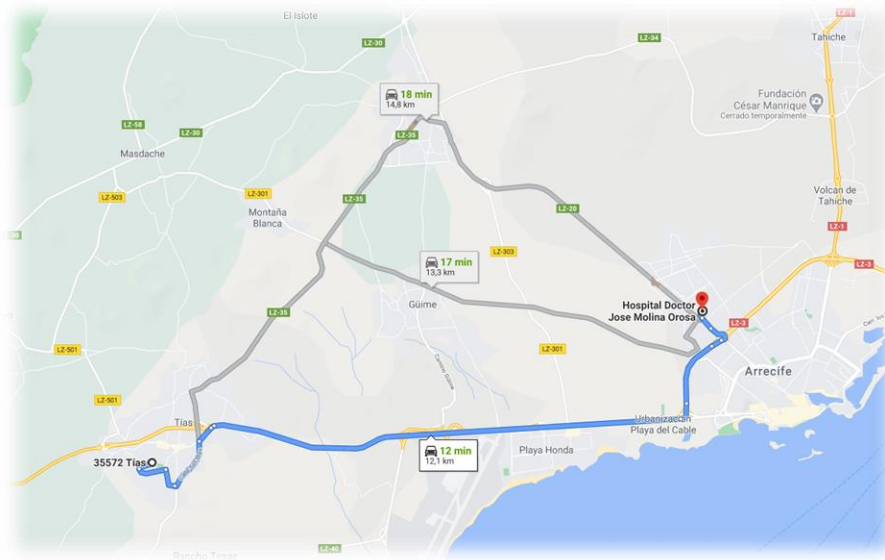 El Islote
LZ-30
LZ-1
Tahiche
LZ-34
18 min
14,8 km
Fundación
César Manrique
Cerrado temporalmente
LZ-58
LZ-30
LZ-35
Masdache
LZ-503
LZ-301
LZ-35
Volcan de
Tahiche
Montaña
Blanca
LZ-20
LZ-1
LZ-303
17 min
13,3 km
LZ-3
Güime
Hospital Doctor
Jose Molina Orosa
LZ-35
LZ-3
LZ-501
LZ-301
Camino Güime
Arrecife
LZ-501
Tías
Urbanización
Playa del Cable
12 min
12,1 km
Playa Honda
35572 Tías
LZ-40
Rancho Texas